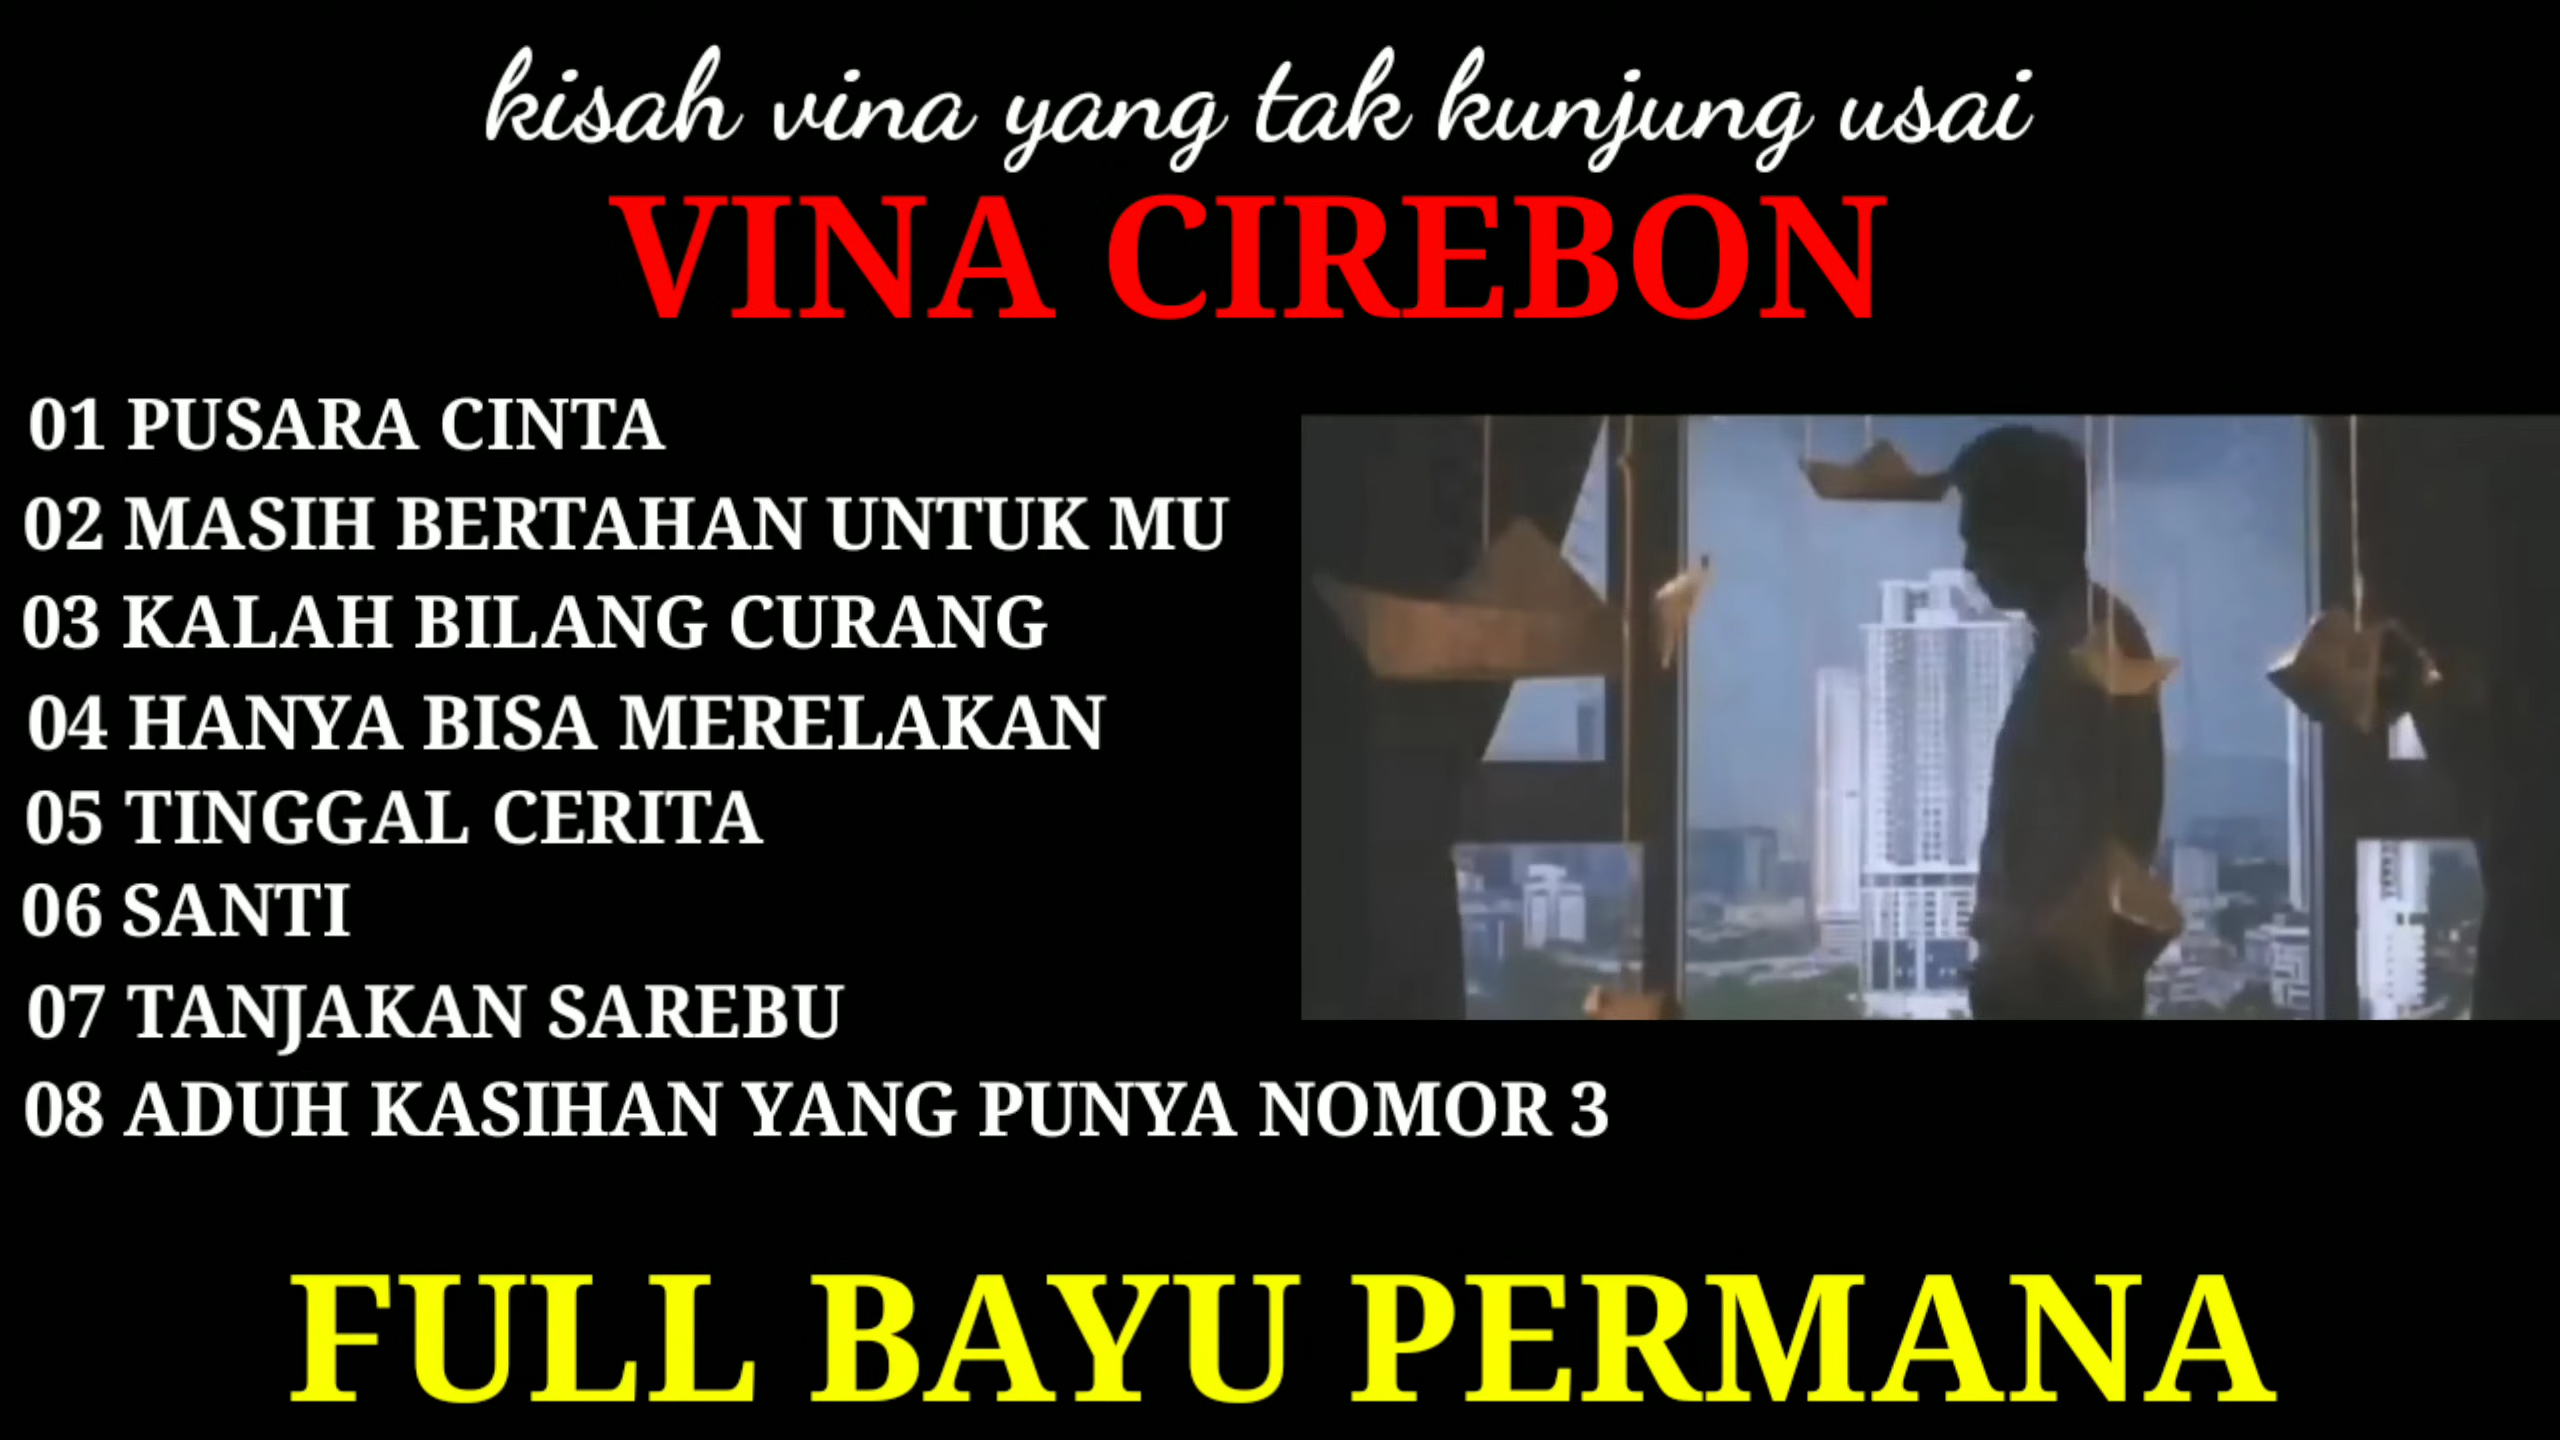 kisah vina yang tak kunjung usai
VINA CIREBON
01 PUSARA CINTA
02 MASIH BERTAHAN UNTUK MU
03 KALAH BILANG CURANG
04 HANYA BISA MERELAKAN
05 TINGGAL CERITA
06 SANTI
07 TANJAKAN SAREBU
08 ADUH KASIHAN YANG PUNYA NOMOR 3
FULL BAYU PERMANA